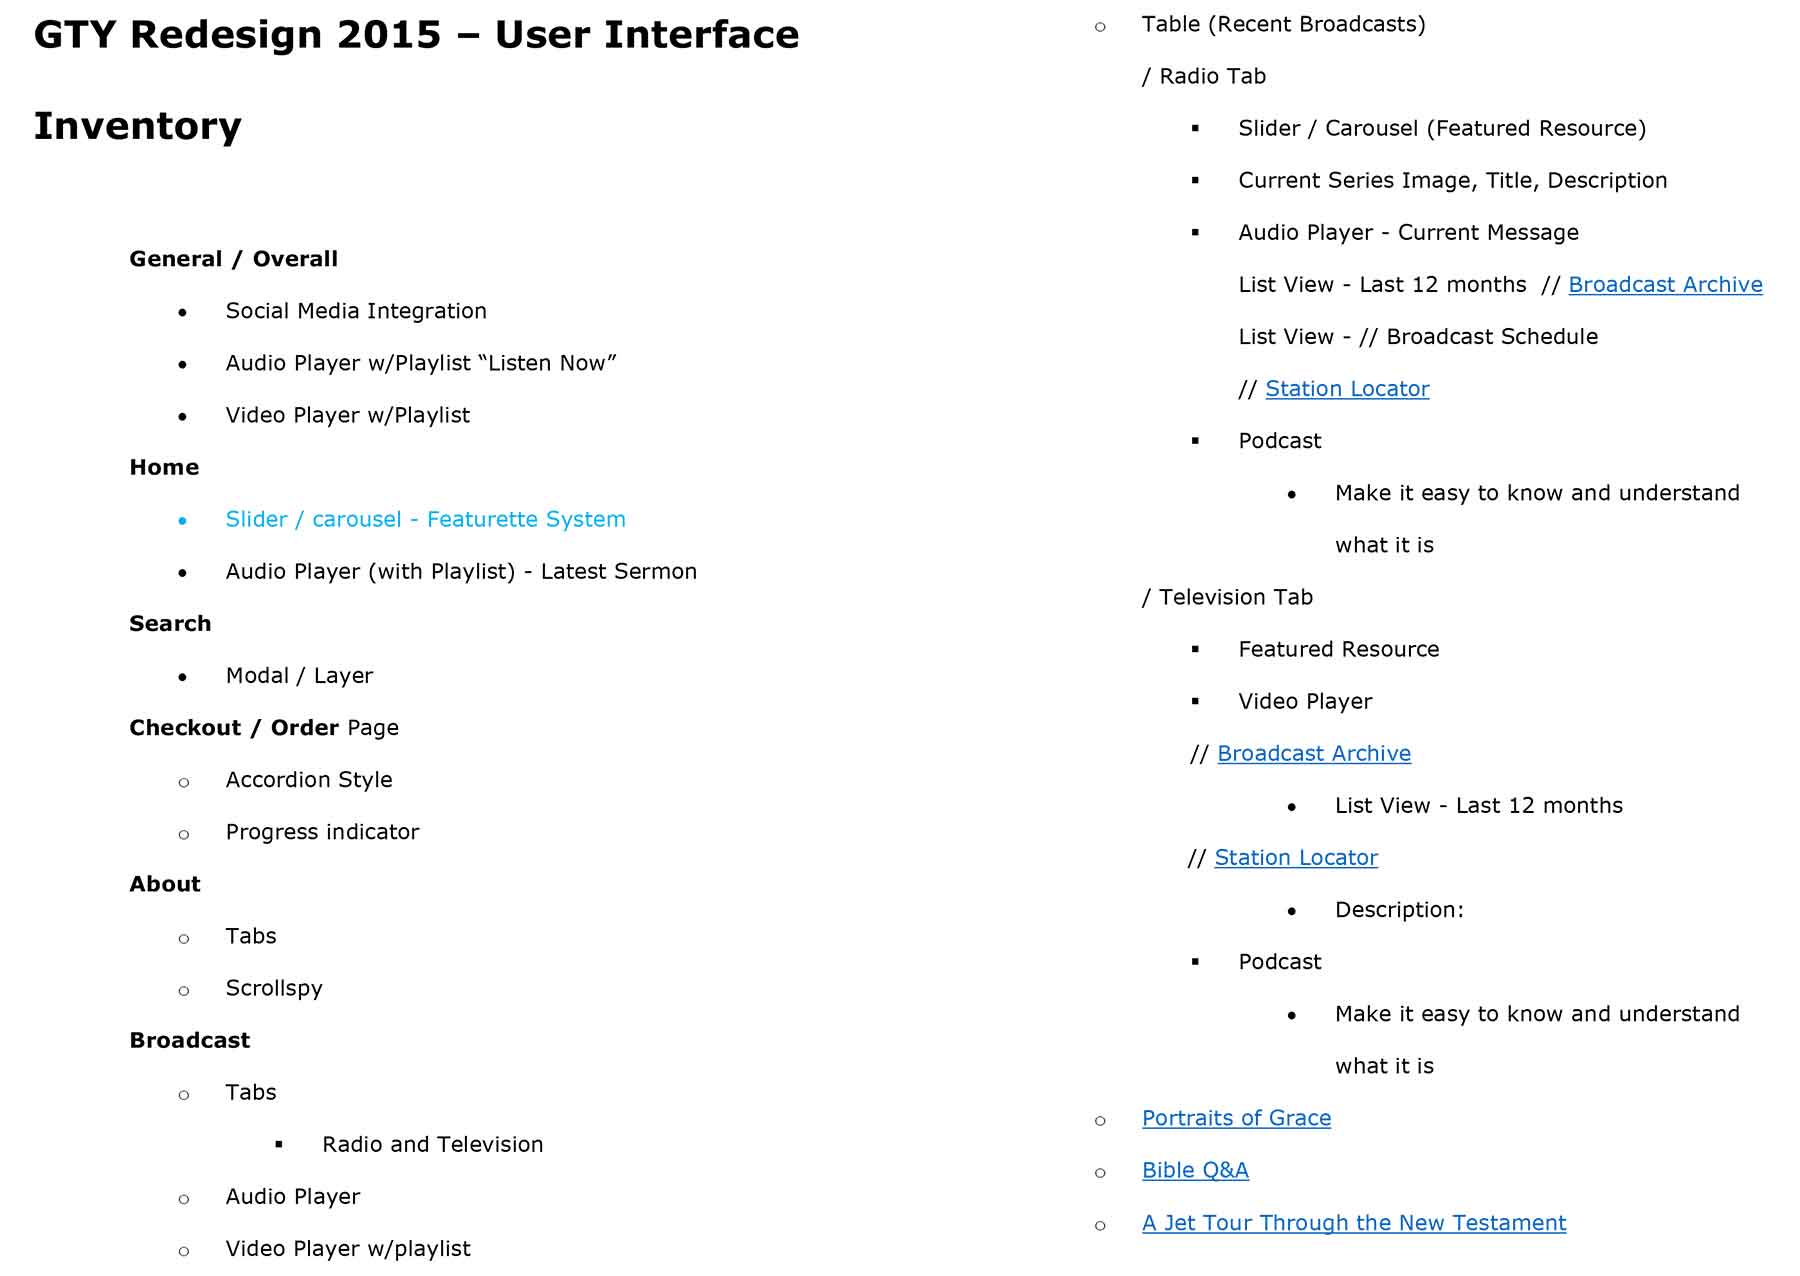 GTY Redesign 2015 – User Interface
Inventory
General / Overall
• Social Media Integration
• Audio Player w/Playlist “Listen Now”
• Video Player w/Playlist
Home
• Slider / carousel - Featurette System
• Audio Player (with Playlist) - Latest Sermon
Search
• Modal / Layer
Checkout / Order Page
o Accordion Style
o Progress indicator
About
o Tabs
o Scrollspy
Broadcast
o Tabs
▪ Radio and Television
o Audio Player
o Video Player w/playlist
o Table (Recent Broadcasts)
/ Radio Tab
▪ Slider / Carousel (Featured Resource)
▪ Current Series Image, Title, Description
▪ Audio Player - Current Message
List View - Last 12 months // Broadcast Archive
List View - // Broadcast Schedule
// Station Locator
▪ Podcast
• Make it easy to know and understand
what it is
/ Television Tab
▪ Featured Resource
▪ Video Player
// Broadcast Archive
• List View - Last 12 months
// Station Locator
• Description:
▪ Podcast
• Make it easy to know and understand
what it is
o Portraits of Grace
o Bible Q&A
o A Jet Tour Through the New Testament